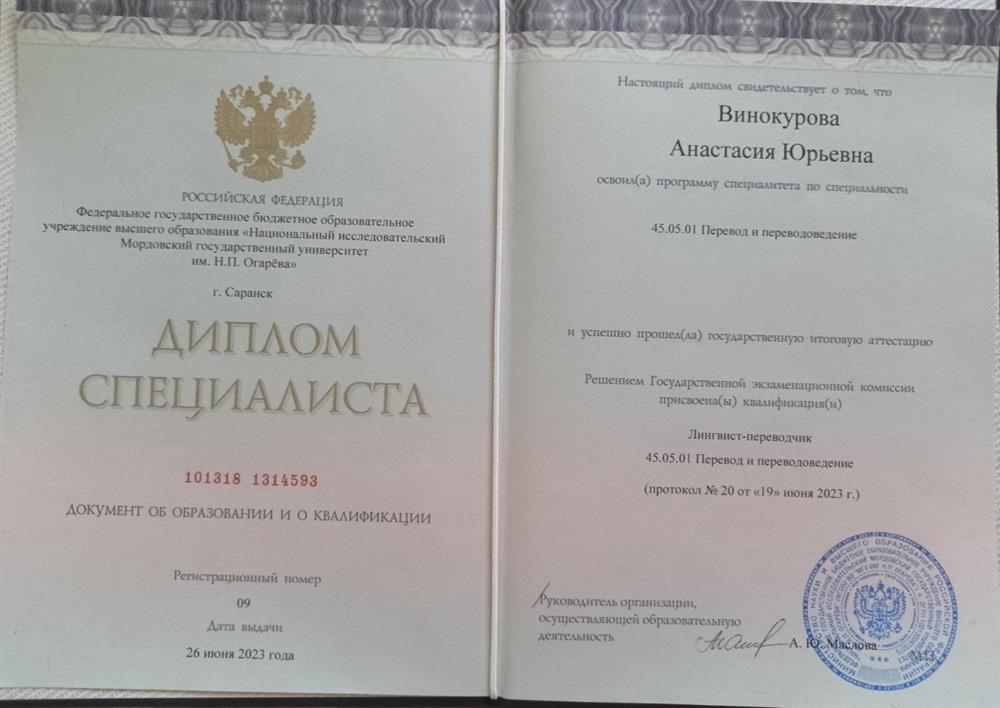 РОССИЙСКАЯ ФЕДЕРАЦИЯ
Федеральное государственное бюджетное образовательное
учреждение высшего образования «Национальный исследовательский
Мордовский государственный университет
им. Н.П. Огарёва»
г. Саранск
ДИПЛОМ
СПЕЦИАЛИСТА
101318 1314593
ДОКУМЕНТ ОБ ОБРАЗОВАНИИ И О КВАЛИФИКАЦИИ
Регистрационный номер
09
Дата выдачи
26 июня 2023 года
Настоящий диплом свидетельствует о том, что
Винокурова
Анастасия Юрьевна
освоил(а) программу специалитета по специальности
45.05.01 Перевод и переводоведение
и успешно прошел(ла) государственную итоговую аттестацию
Решением Государственной экзаменационной комиссии
присвоена(ы) квалификация(и)
Лингвист-переводчик
45.05.01 Перевод и переводоведение
(протокол № 20 от «19» июня 2023 г.)
Руководитель организации,
осуществляющей образовательную
деятельность
А. Ю. Маслова
М.П.